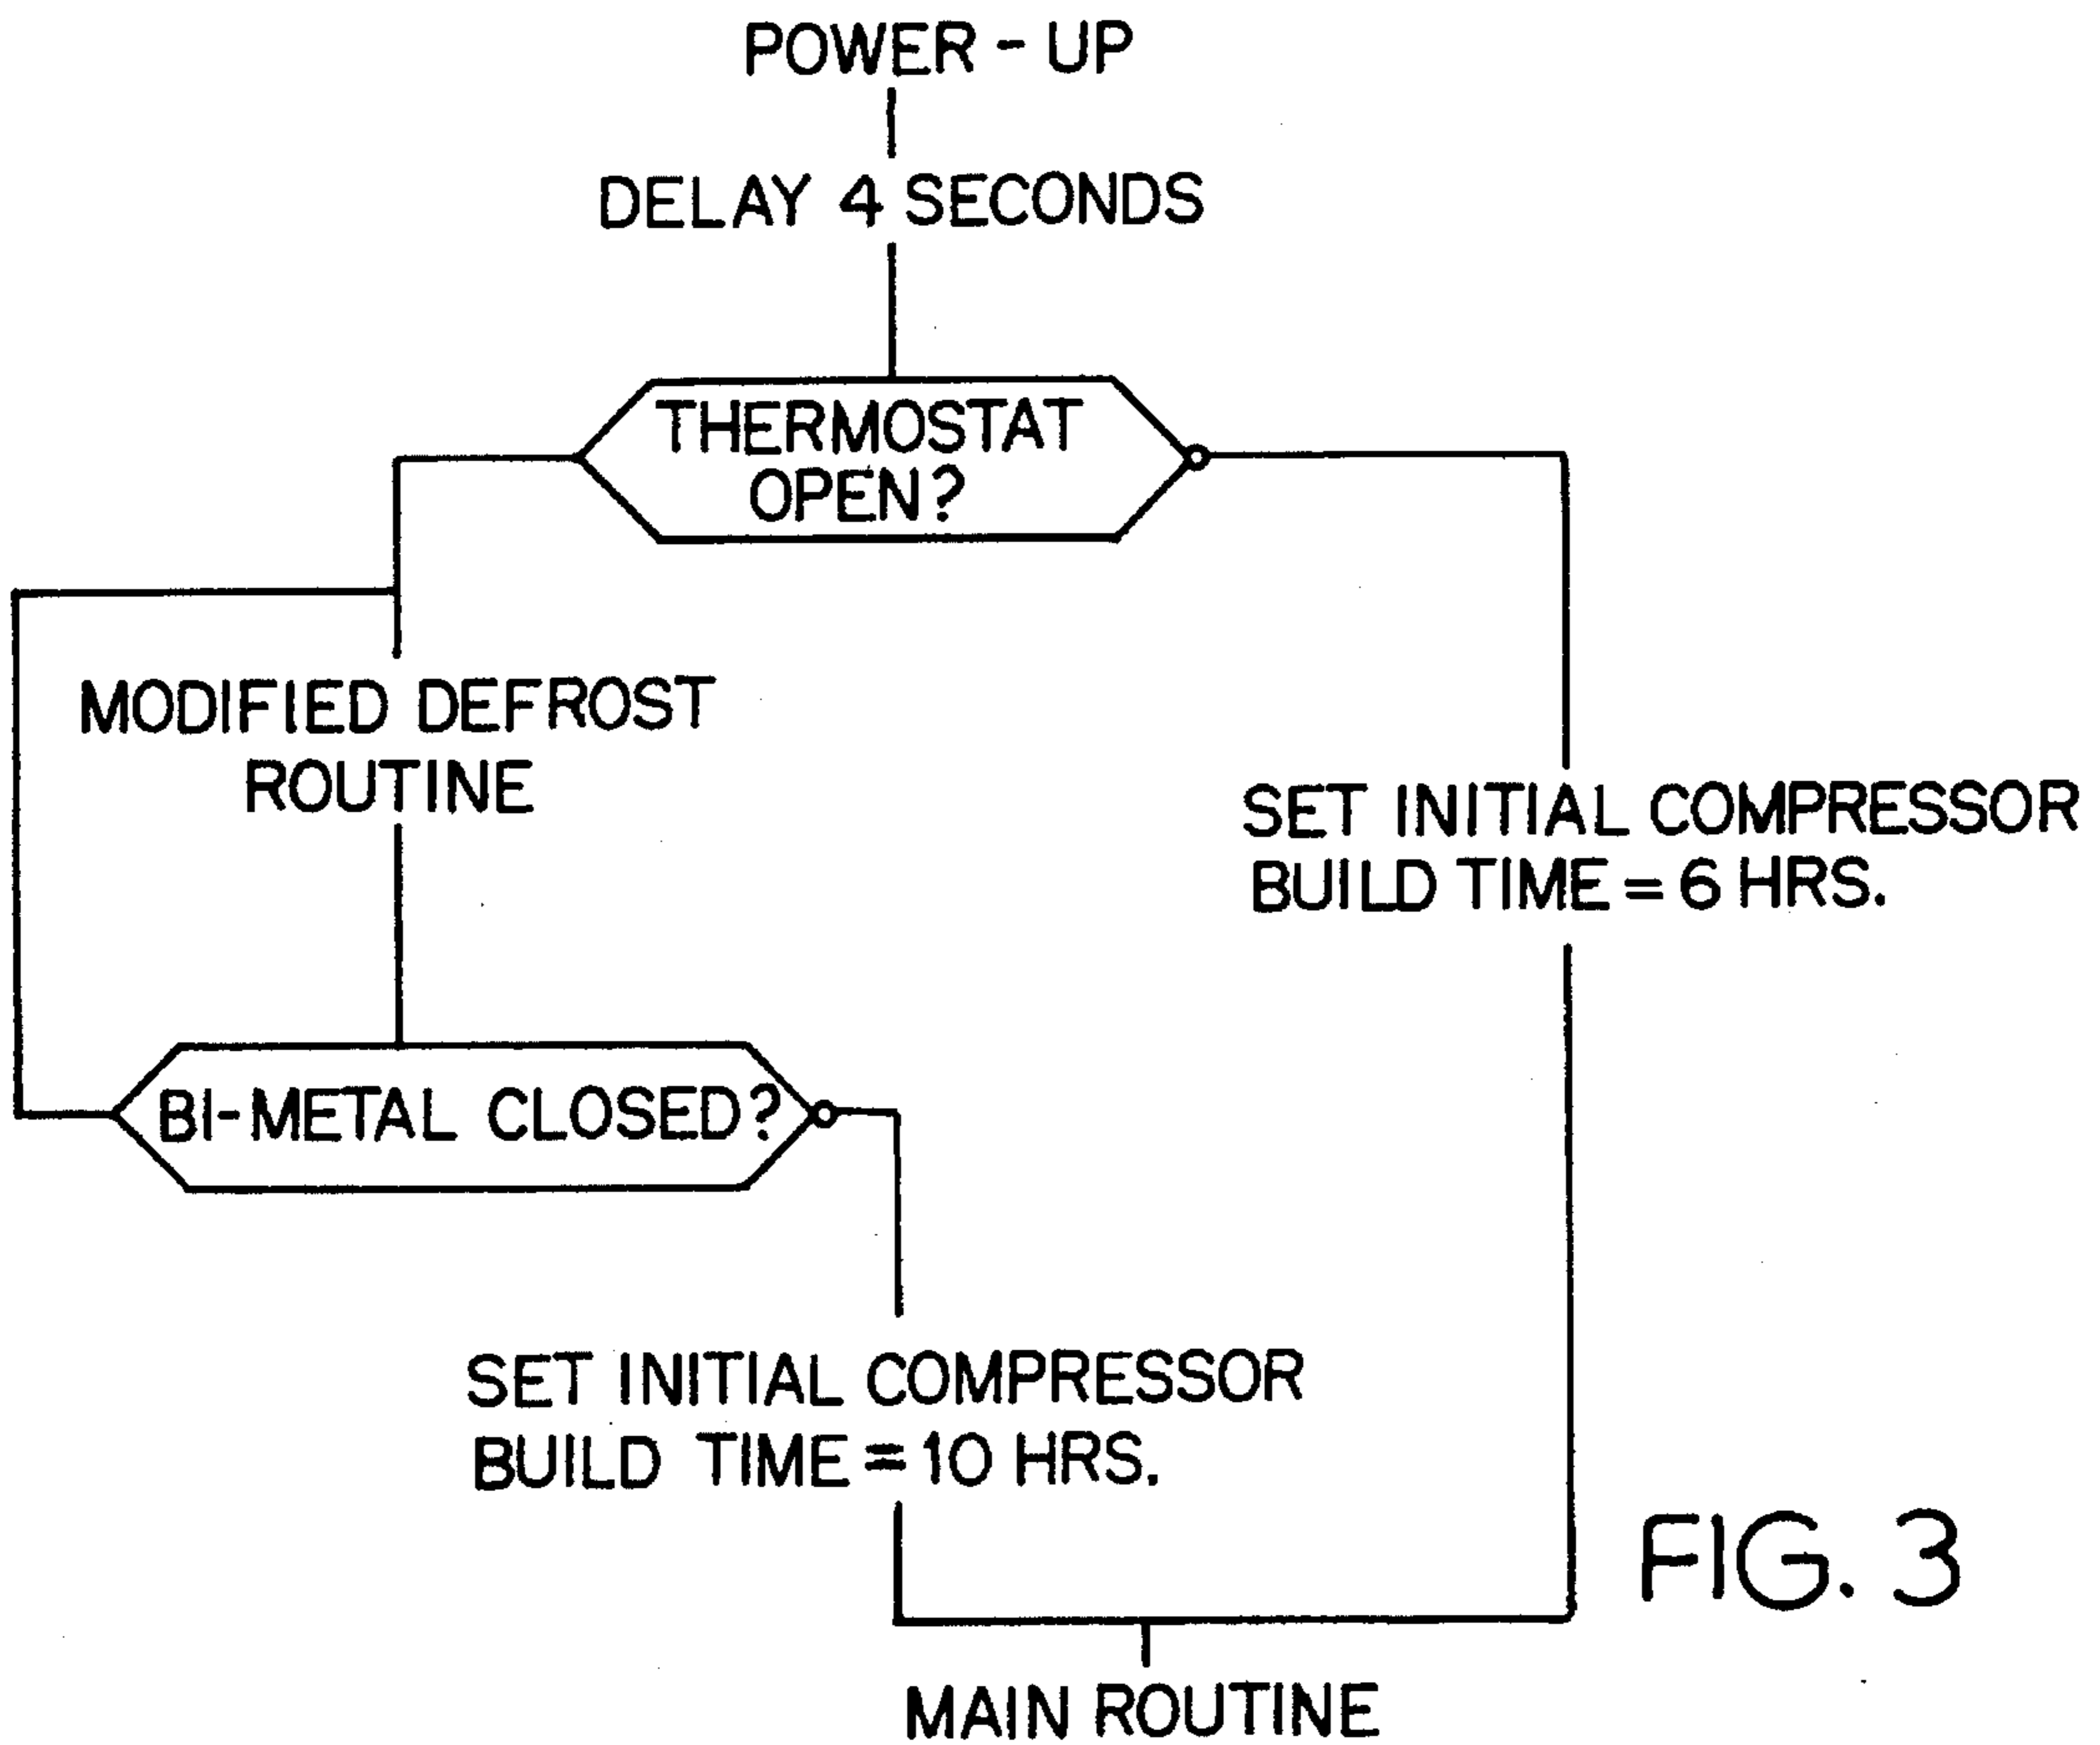 POWER - UP
DELAY 4 SECONDS
THERMOSTAT
OPEN?
MODIFIED DEFROST
ROUTINE
SET INITIAL COMPRESSOR
BUILD TIME = 6 HRS.
BI-METAL CLOSED?
SET INITIAL COMPRESSOR
BUILD TIME = 10 HRS.
FIG. 3
MAIN ROUTINE